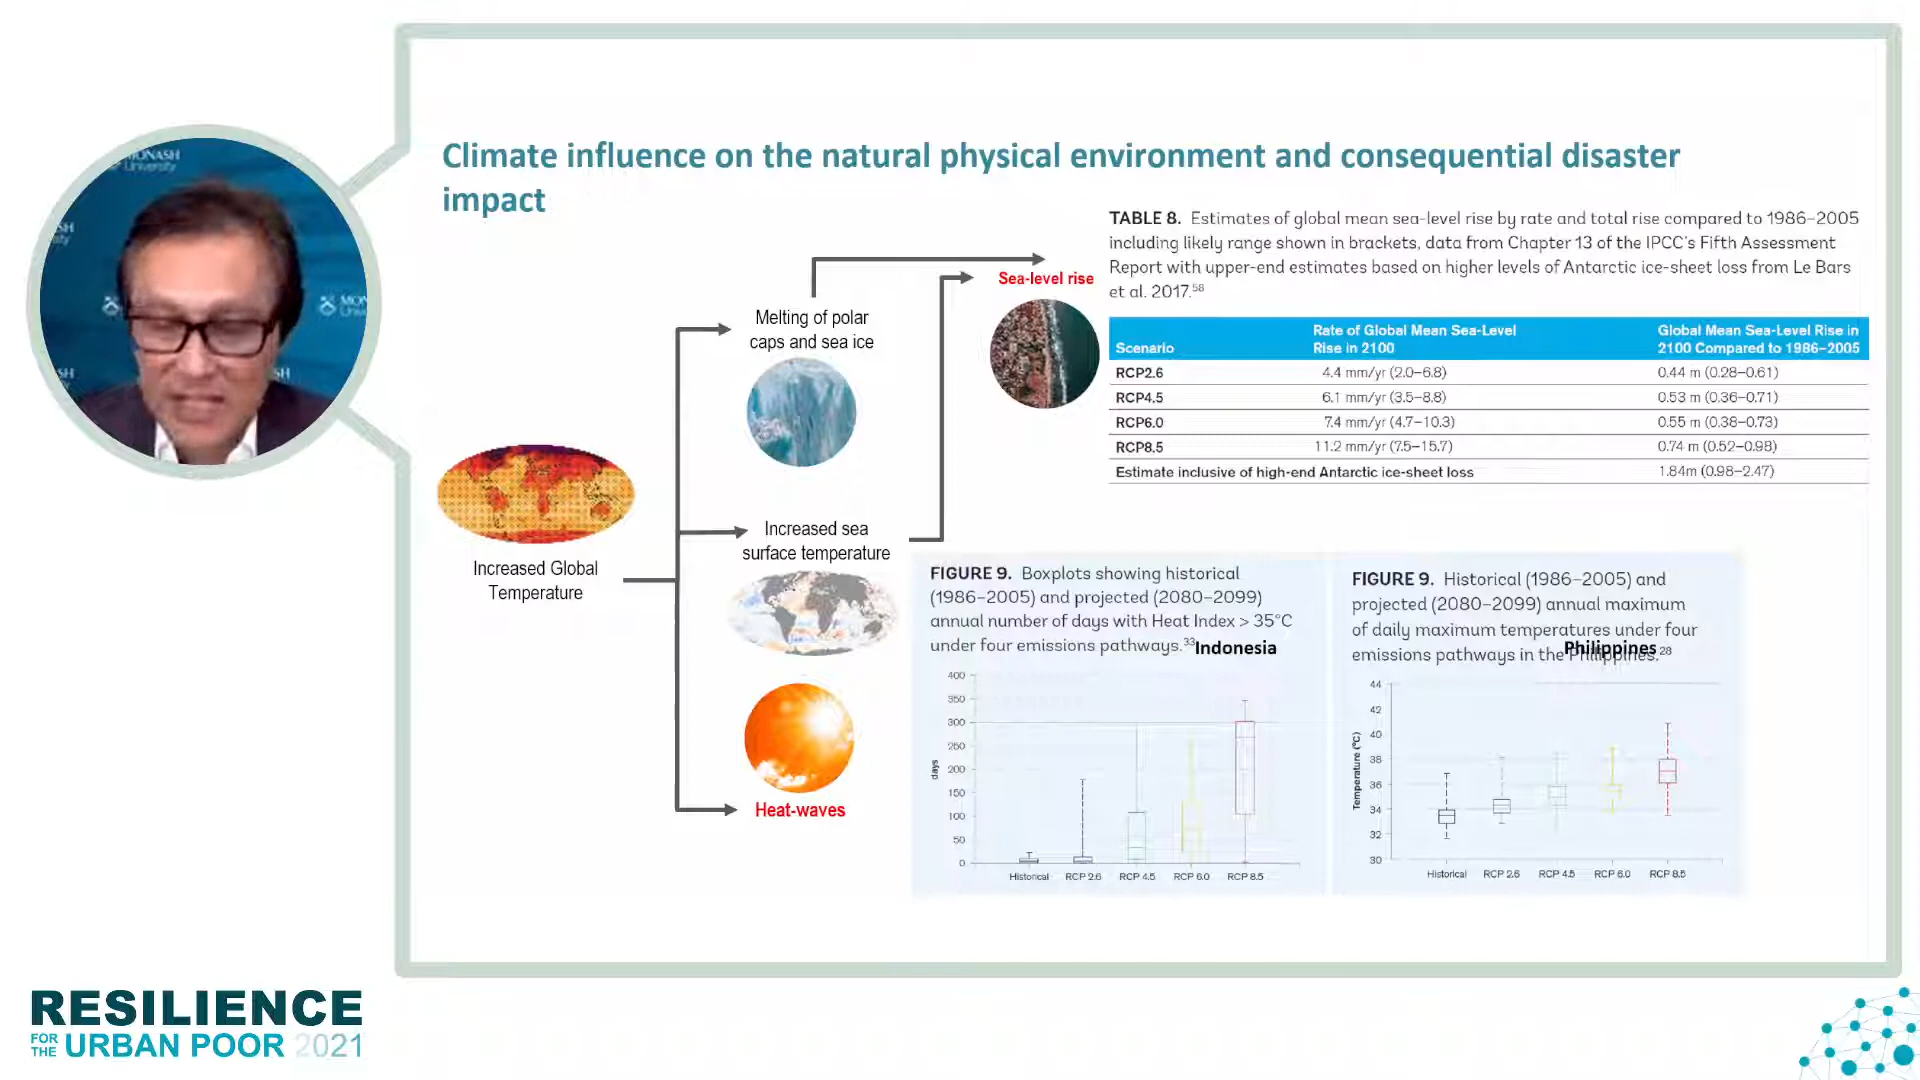 MONASH
University
Climate influence on the natural physical environment and consequential disaster
impact
TABLE 8. Estimates of global mean sea-level rise by rate and total rise compared to 1986–2005
including likely range shown in brackets, data from Chapter 13 of the IPCC's Fifth Assessment
Report with upper-end estimates based on higher levels of Antarctic ice-sheet loss from Le Bars
et al. 2017.58
Sea-level rise
Scenario Rate of Global Mean Sea-Level Rise in 2100 Global Mean Sea-Level Rise in 2100 Compared to 1986–2005
RCP2.6 4.4 mm/yr (2.0–6.8) 0.44 m (0.28–0.61)
RCP4.5 6.1 mm/yr (3.5–8.8) 0.53 m (0.36–0.71)
RCP6.0 7.4 mm/yr (4.7–10.3) 0.55 m (0.38–0.73)
RCP8.5 11.2 mm/yr (7.5–15.7) 0.74 m (0.52–0.98)
Estimate inclusive of high-end Antarctic ice-sheet loss 1.84m (0.98–2.47)
Melting of polar
caps and sea ice
Increased Global
Temperature
Increased sea
surface temperature
Heat-waves
FIGURE 9. Boxplots showing historical
(1986–2005) and projected (2080–2099)
annual number of days with Heat Index > 35°C
under four emissions pathways.33
Indonesia
400
350
300
250
200
150
100
50
0
days
Historical RCP 2.6 RCP 4.5 RCP 6.0 RCP 8.5
FIGURE 9. Historical (1986–2005) and
projected (2080–2099) annual maximum
of daily maximum temperatures under four
emissions pathways in the Philippines.28
Philippines
44
42
40
38
36
34
32
30
Temperature (°C)
Historical RCP 2.6 RCP 4.5 RCP 6.0 RCP 8.5
RESILIENCE
FOR THE URBAN POOR 2021